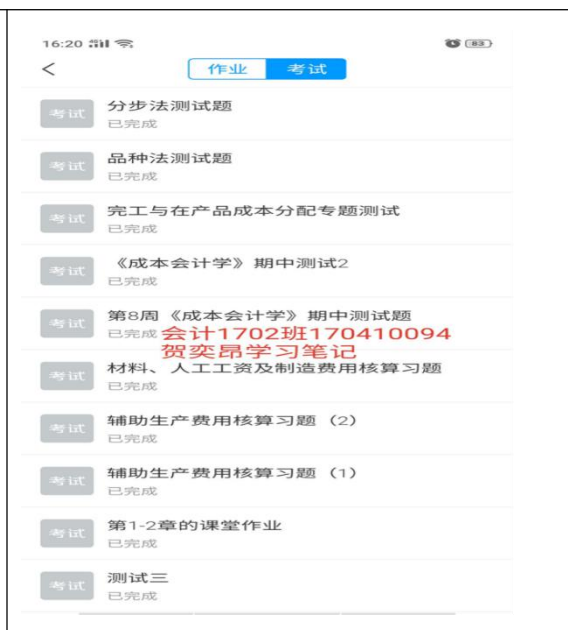 16:20
83
作业 考试
考试 分步法测试题
已完成
考试 品种法测试题
已完成
考试 完工与在产品成本分配专题测试
已完成
考试 《成本会计学》期中测试2
已完成
考试 第8周《成本会计学》期中测试题
已完成 会计1702班170410094
贺奕昂学习笔记
考试 材料、人工工资及制造费用核算习题
已完成
考试 辅助生产费用核算习题（2）
已完成
考试 辅助生产费用核算习题（1）
已完成
考试 第1-2章的课堂作业
已完成
考试 测试三
已完成